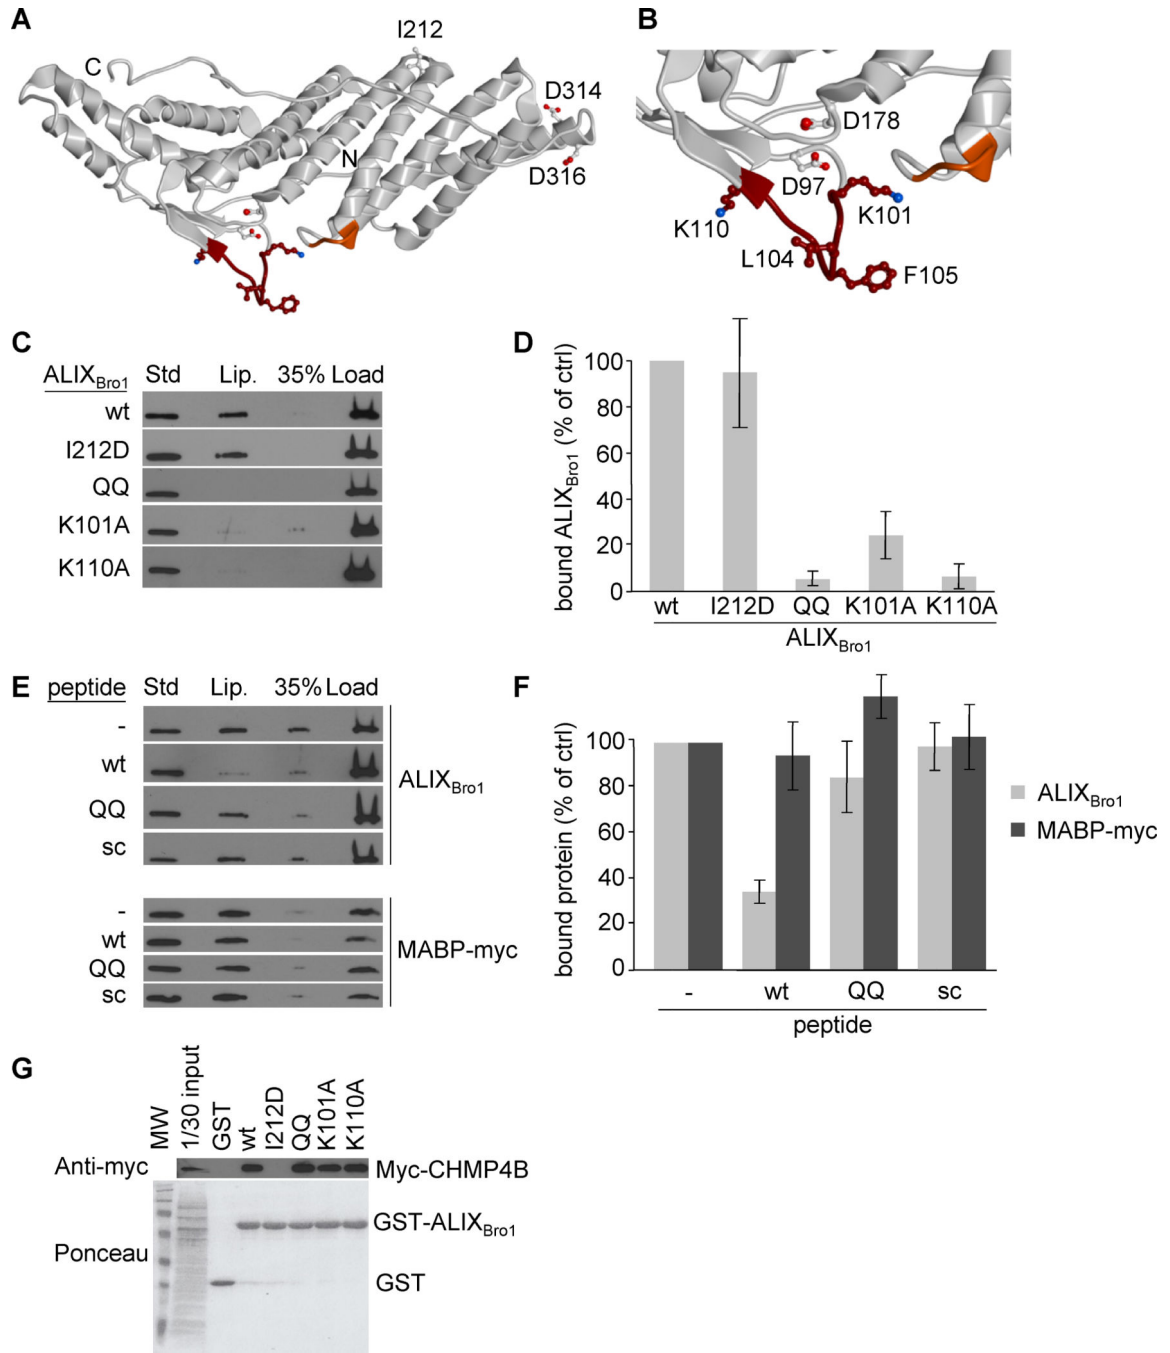 A
I212
C
D314
N
D316
B
D178
D97
K101
K110
L104
F105
C
ALIXBro1 Std Lip. 35% Load
wt
I212D
QQ
K101A
K110A
D
bound ALIXBro1 (% of ctrl)
100
80
60
40
20
0
wt I212D QQ K101A K110A
ALIXBro1
E
peptide Std Lip. 35% Load
-
wt
QQ
sc
ALIXBro1
-
wt
QQ
sc
MABP-myc
F
bound protein (% of ctrl)
100
80
60
40
20
0
- wt QQ sc
peptide
ALIXBro1
MABP-myc
G
MW 1/30 input GST wt I212D QQ K101A K110A
Anti-myc Myc-CHMP4B
GST-ALIXBro1
Ponceau
GST